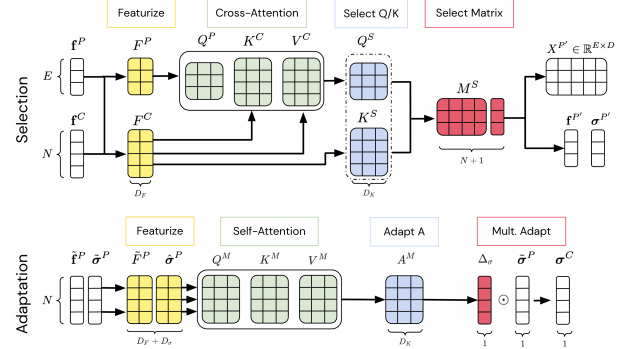 Featurize
Cross-Attention
Select Q/K
Select Matrix
f^P
F^P
Q^P
K^C
V^C
Q^S
X^{P'} ∈ ℝ^{E×D}
E
M^S
Selection
f^C
F^C
K^S
f^{P'}
σ^{P'}
N
N + 1
D_F
D_K
Featurize
Self-Attention
Adapt A
Mult. Adapt
f̃^P
σ̃^P
F̃^P
σ̂^P
Q^M
K^M
V^M
A^M
Δ_σ
σ̃^P
σ^C
Adaptation
N
⊙
D_F + D_σ
D_K
1
1
1